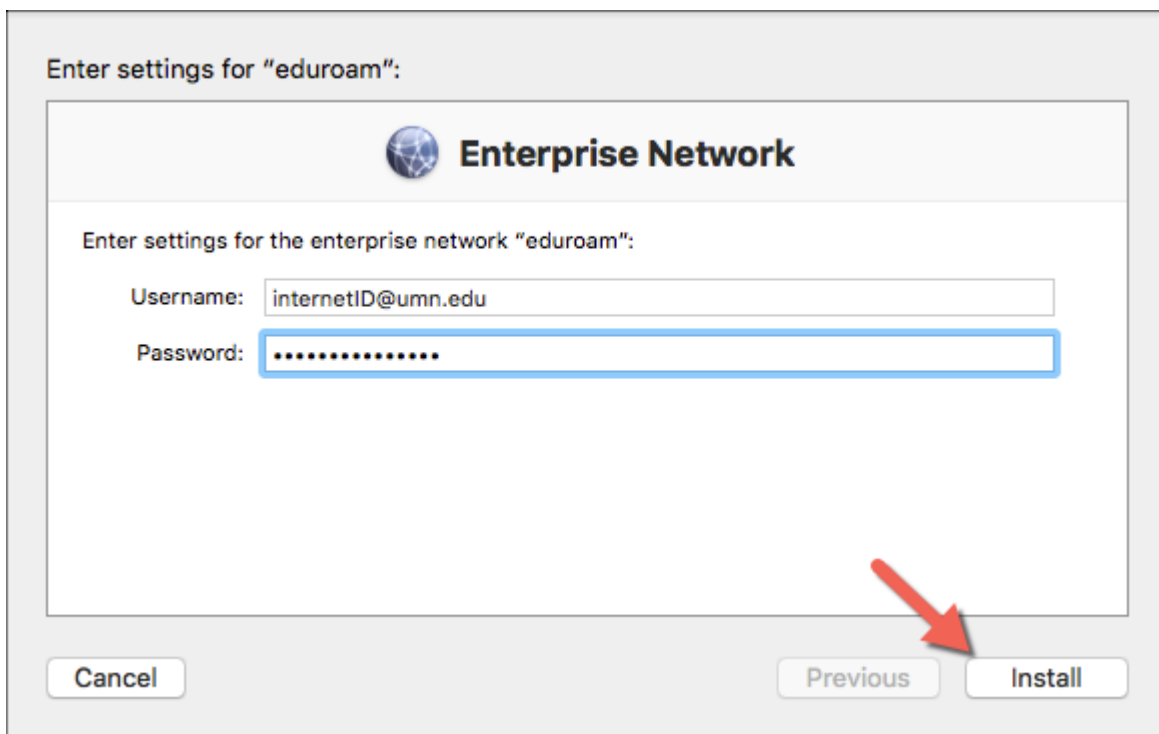 Enter settings for “eduroam”:
Enterprise Network
Enter settings for the enterprise network “eduroam”:
Username: internetID@umn.edu
Password: •••••••••••••••
Cancel Previous Install